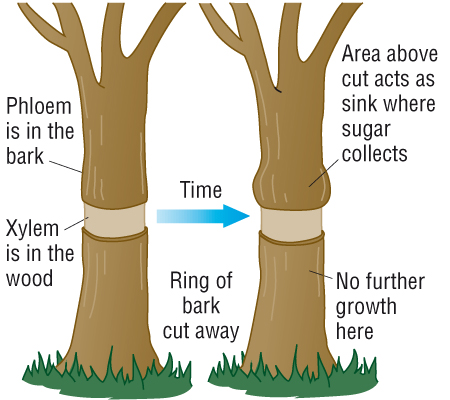 Phloem
is in the
bark
Xylem
is in the
wood
Time
Ring of
bark
cut away
Area above
cut acts as
sink where
sugar
collects
No further
growth
here